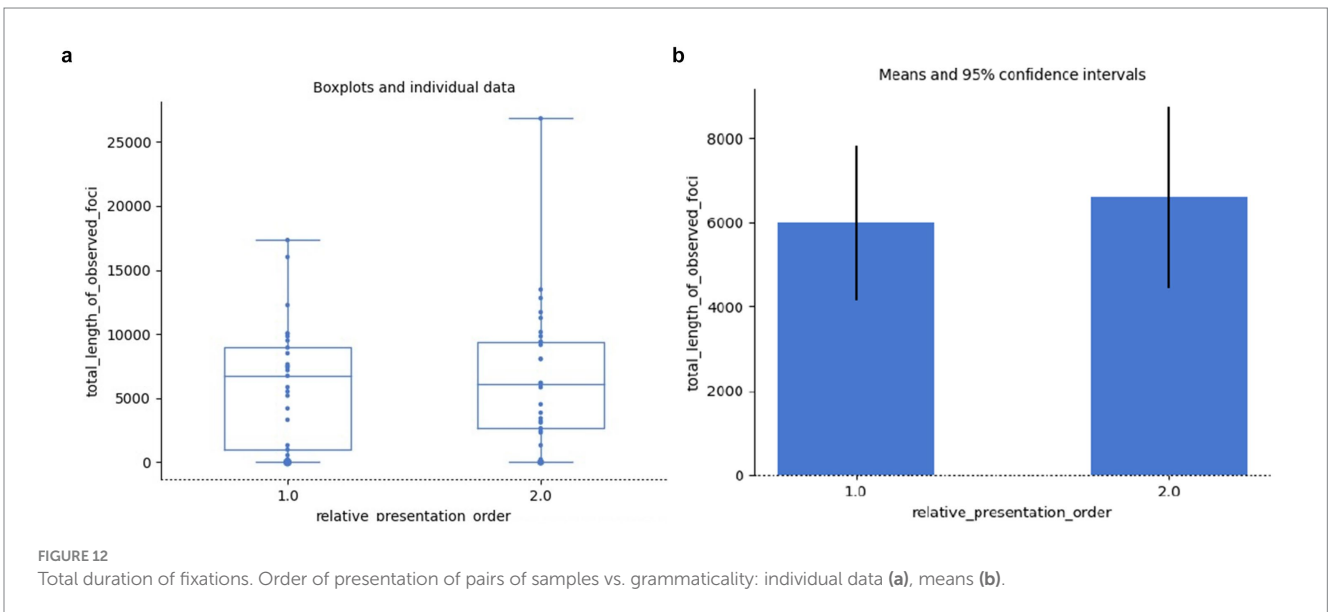 a
Boxplots and individual data
total_length_of_observed_foci
25000
20000
15000
10000
5000
0
1.0 2.0
relative_presentation_order
b
Means and 95% confidence intervals
total_length_of_observed_foci
8000
6000
4000
2000
0
1.0 2.0
relative_presentation_order
FIGURE 12
Total duration of fixations. Order of presentation of pairs of samples vs. grammaticality: individual data (a), means (b).